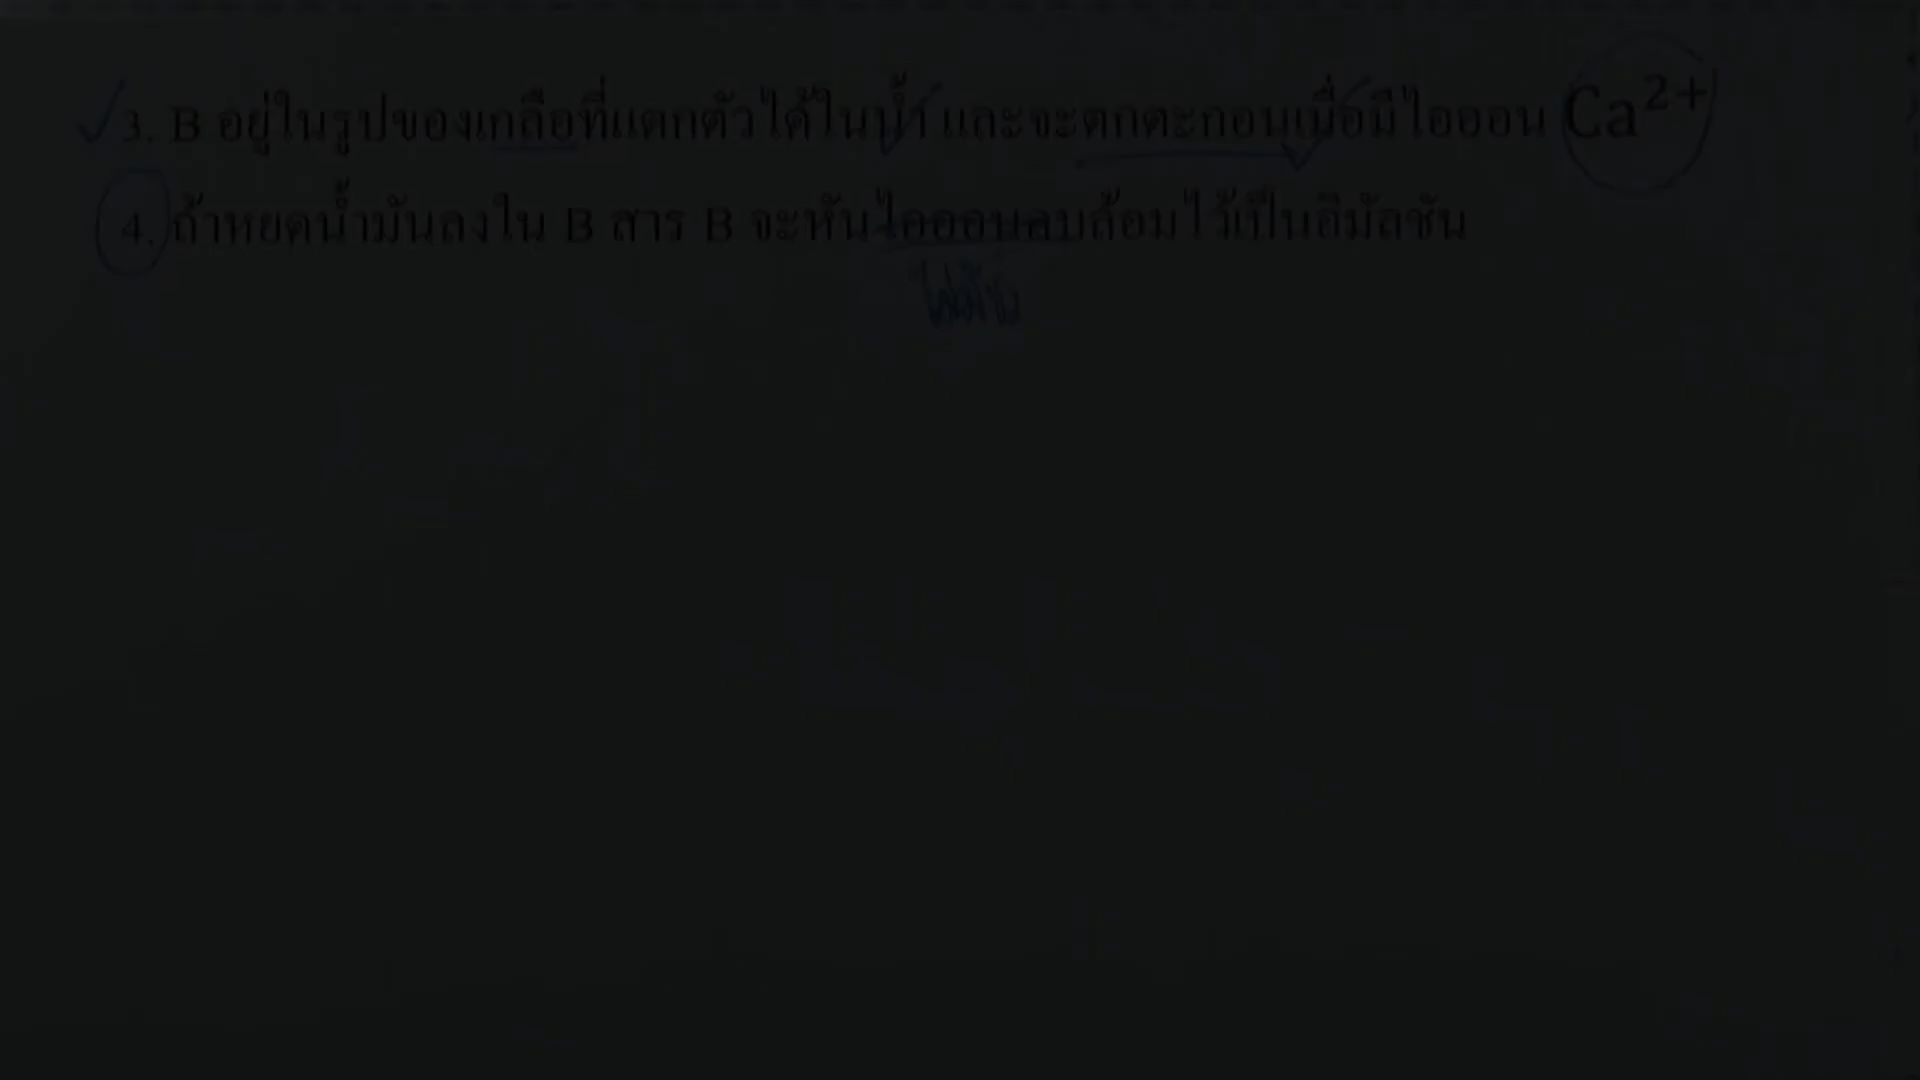 3. B อยู่ในรูปของเกลือที่แตกตัวได้ในน้ำ และจะตกตะกอนเมื่อมีไอออน Ca²⁺
4. ถ้าหยดน้ำมันลงใน B สาร B จะหันไอออนลบล้อมไว้เป็นอิมัลชัน